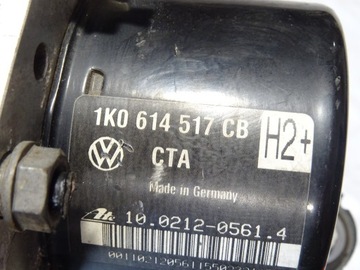 1K0 614 517 CB
H2+
CTA
Made in Germany
10.0212-0561.4